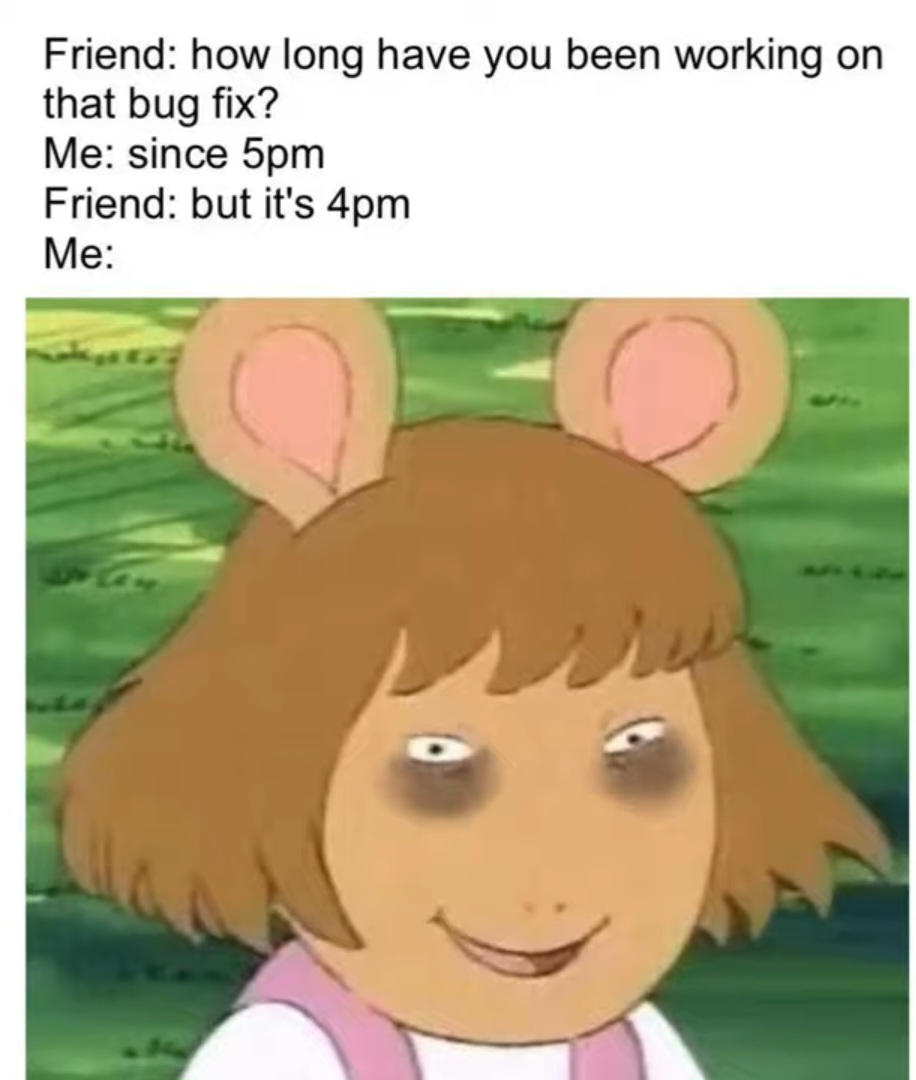 Friend: how long have you been working on
that bug fix?
Me: since 5pm
Friend: but it's 4pm
Me: